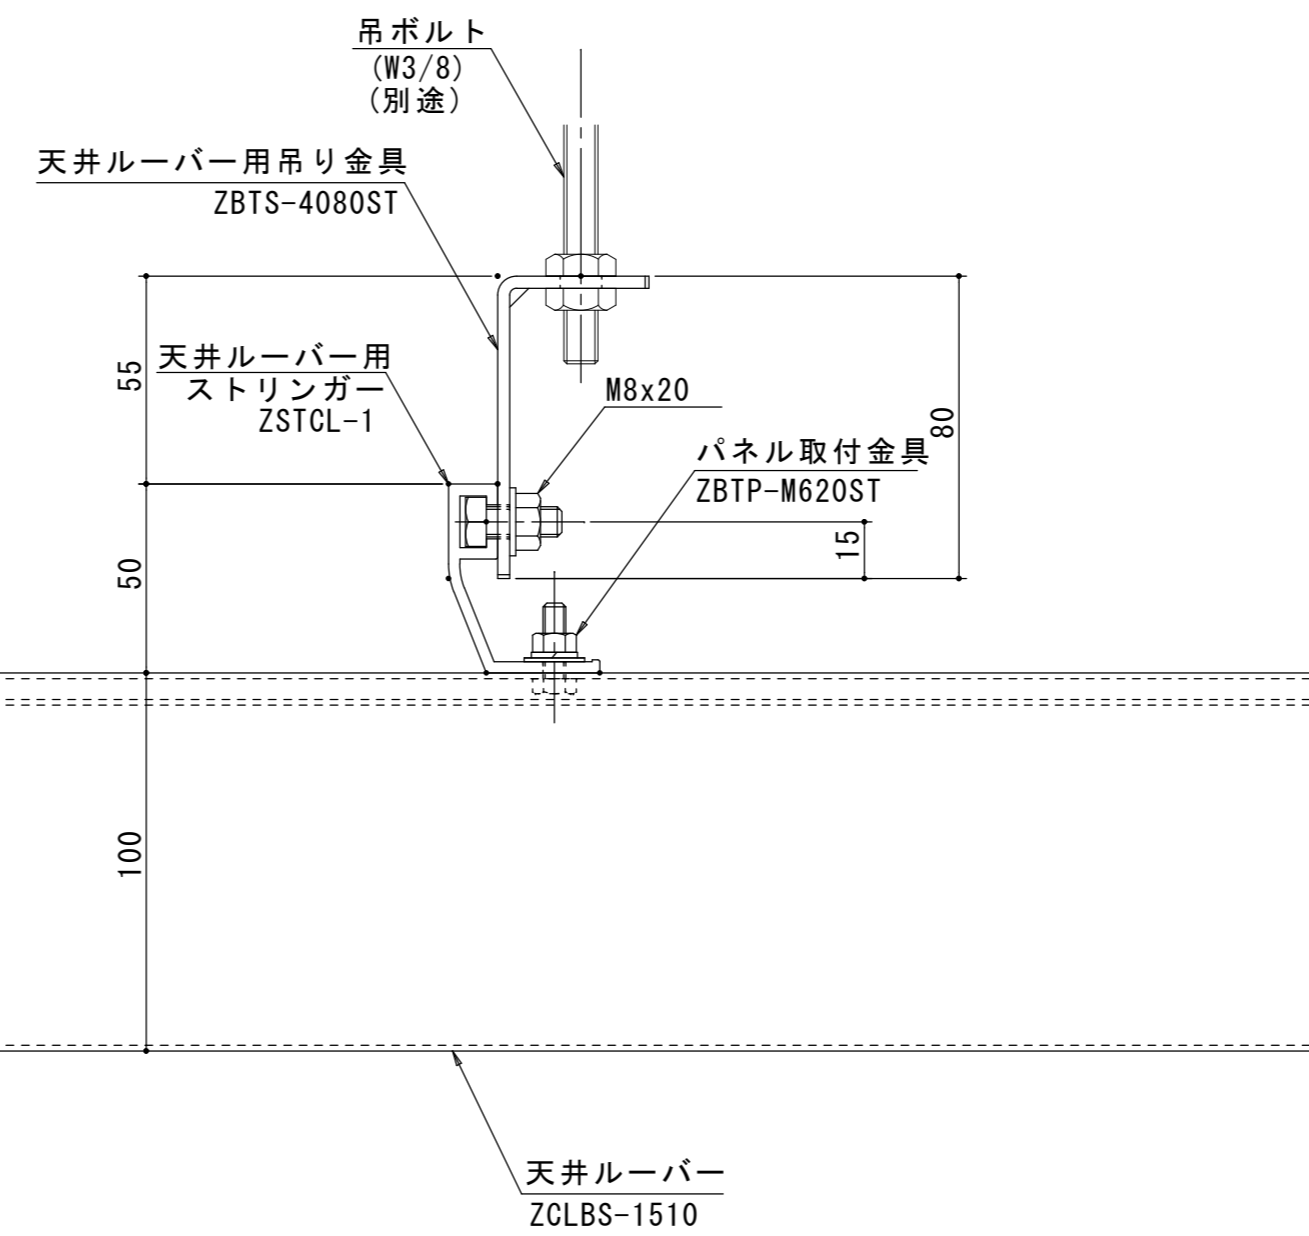 吊ボルト
(W3/8)
(別途)
天井ルーバー用吊り金具
ZBTS-4080ST
天井ルーバー用
ストリンガー
ZSTCL-1
M8x20
パネル取付金具
ZBTP-M620ST
55
50
100
80
15
天井ルーバー
ZCLBS-1510